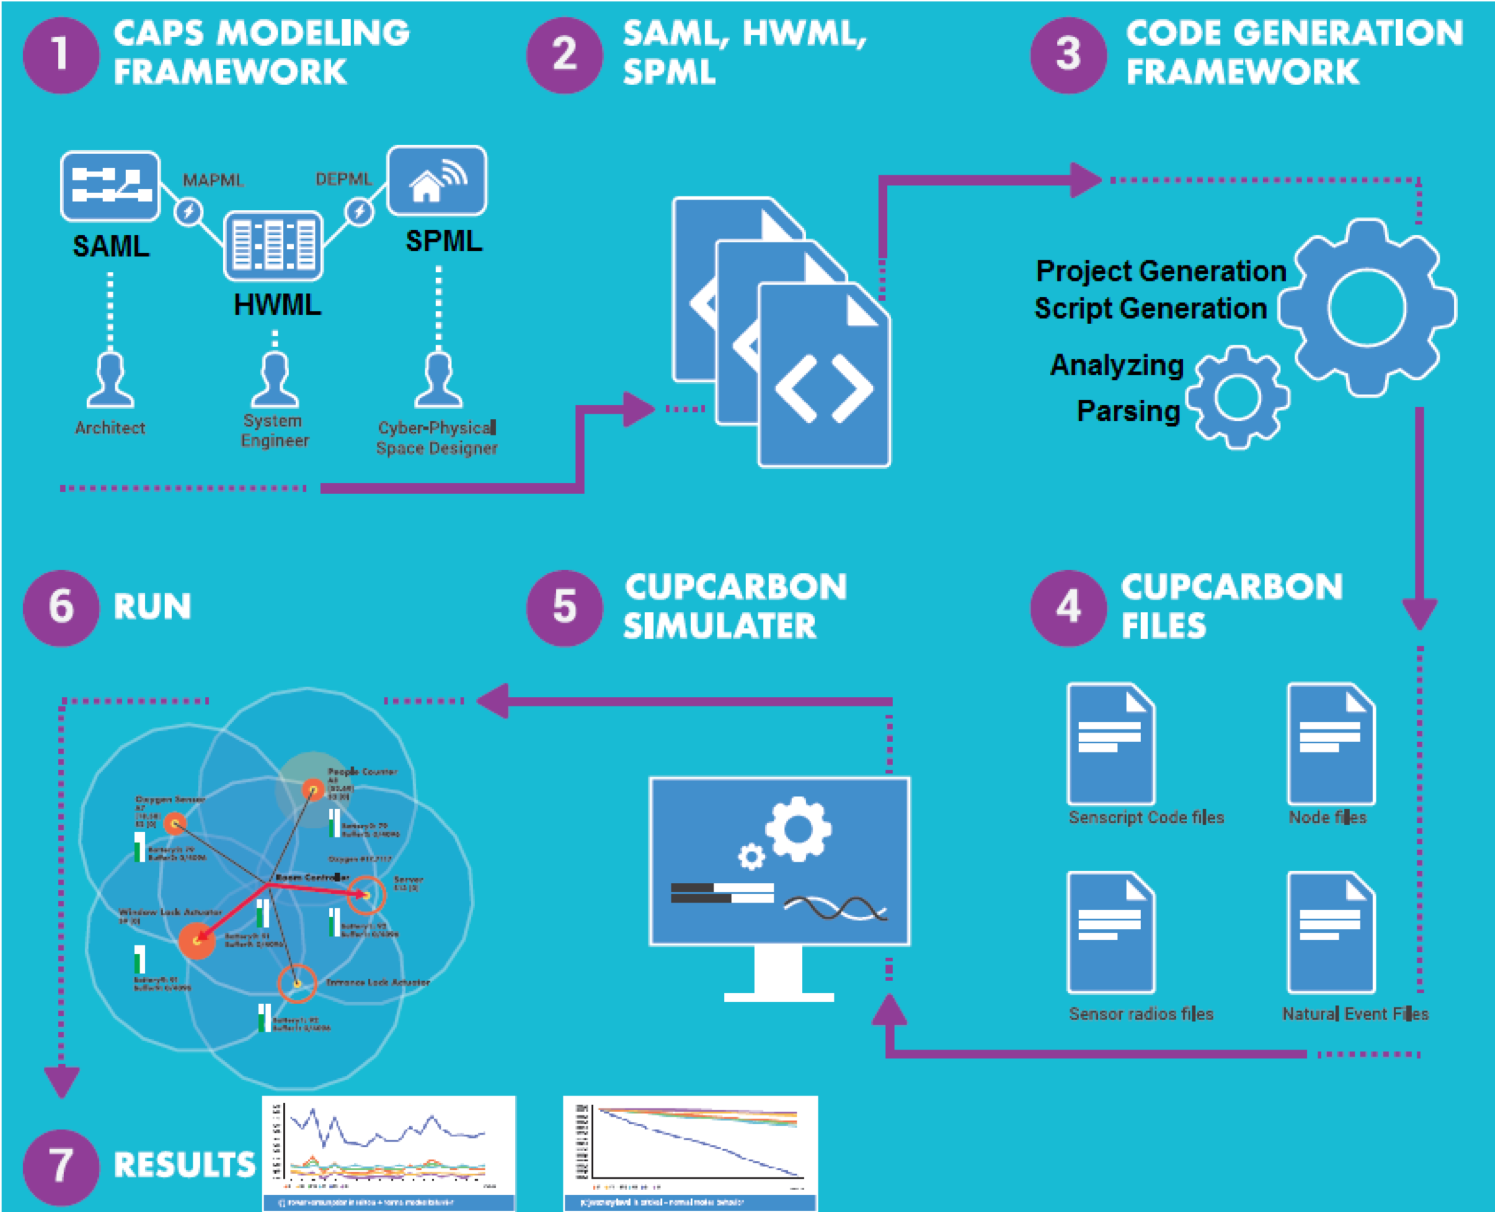 1 CAPS MODELING
FRAMEWORK
MAPML
DEPML
SAML
HWML
SPML
Architect
System
Engineer
Cyber-Physical
Space Designer
2 SAML, HWML,
SPML
3 CODE GENERATION
FRAMEWORK
Project Generation
Script Generation
Analyzing
Parsing
4 CUPCARBON
FILES
Senscript Code files
Node files
Sensor radios files
Natural Event Files
5 CUPCARBON
SIMULATER
6 RUN
People Counter
Oxygen Sensor
Room Controller
Server
Window Lock Actuator
Entrance Lock Actuator
7 RESULTS